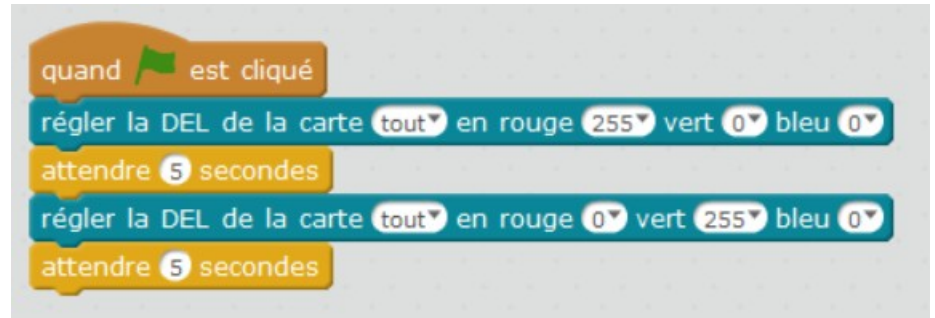 quand est cliqué
régler la DEL de la carte tout en rouge 255 vert 0 bleu 0
attendre 5 secondes
régler la DEL de la carte tout en rouge 0 vert 255 bleu 0
attendre 5 secondes